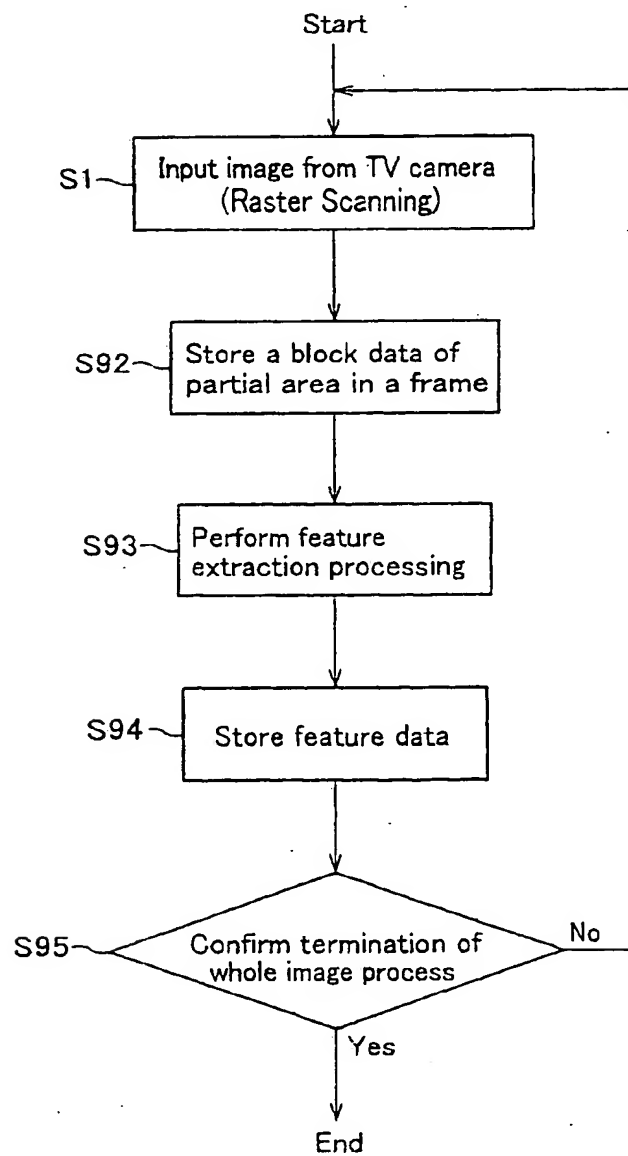 Start
S1
Input image from TV camera
(Raster Scanning)
S92
Store a block data of
partial area in a frame
S93
Perform feature
extraction processing
S94
Store feature data
S95
Confirm termination of
whole image process
No
Yes
End